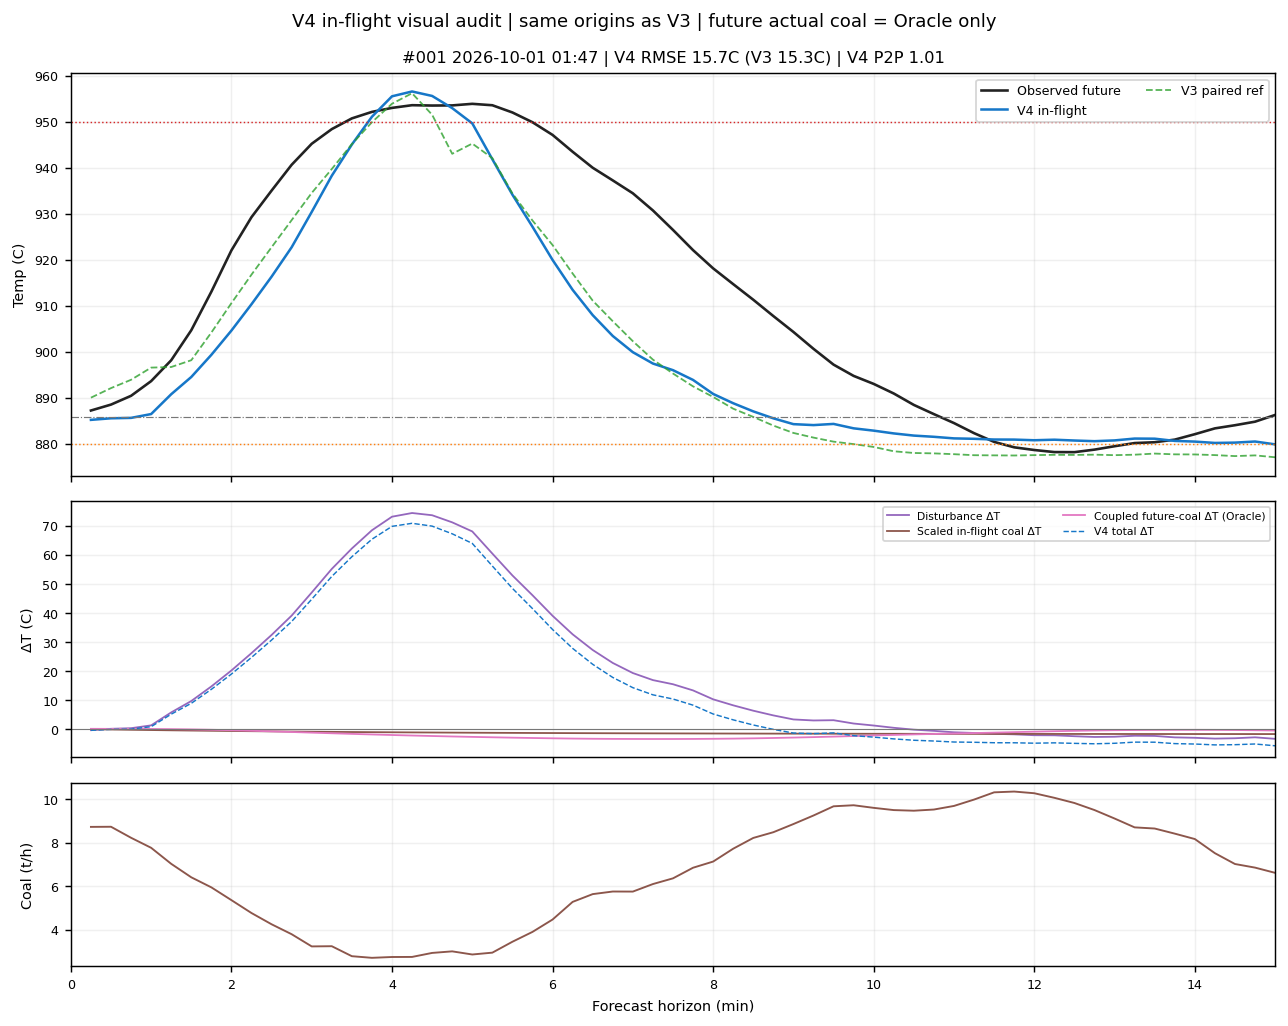 V4 in-flight visual audit | same origins as V3 | future actual coal = Oracle only
#001 2026-10-01 01:47 | V4 RMSE 15.7C (V3 15.3C) | V4 P2P 1.01
Observed future
V4 in-flight
V3 paired ref
Temp (C)
960
950
940
930
920
910
900
890
880
Disturbance ΔT
Scaled in-flight coal ΔT
Coupled future-coal ΔT (Oracle)
V4 total ΔT
ΔT (C)
70
60
50
40
30
20
10
0
Coal (t/h)
10
8
6
4
0 2 4 6 8 10 12 14
Forecast horizon (min)